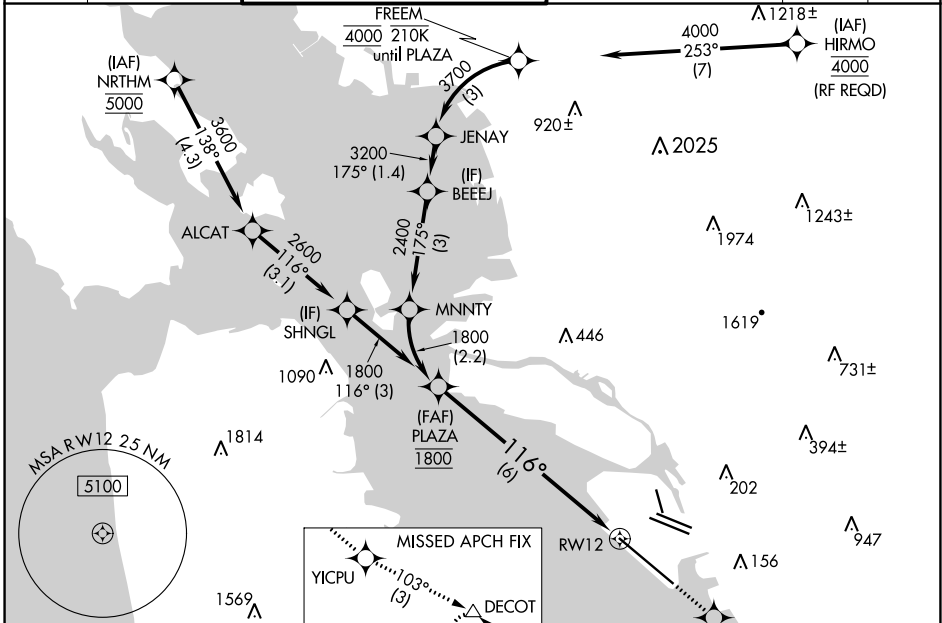 FREEM
4000 210K
until PLAZA
1218±
4000
253°
(7)
(IAF)
HIRMO
4000
(RF REQD)
(IAF)
NRTHM
5000
3700
(3)
920±
JENAY
2025
3600
138°
(4.3)
3200
175° (1.4)
(IF)
BEEEJ
1243±
1974
ALCAT
2600
116°
(3.1)
2400
175°
(3)
(IF)
SHNGL
MNNTY
1619
446
1800
(2.2)
731±
1090
1800
116° (3)
(FAF)
PLAZA
1800
394±
1814
MSA RW12 25 NM
5100
116°
(6)
202
947
RW12
156
MISSED APCH FIX
YICPU
103°
(3)
DECOT
1569